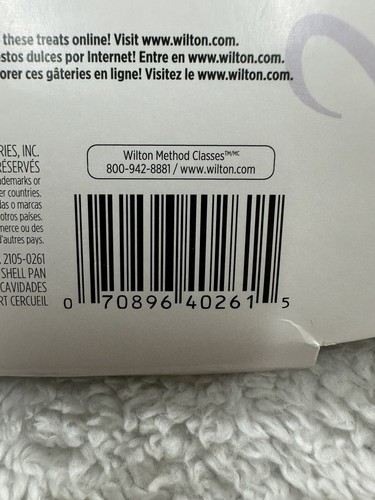 these treats online! Visit www.wilton.com.
stos dulces por Internet! Entre en www.wilton.com.
orer ces gâteries en ligne! Visitez le www.wilton.com.
RIES, INC.
RÉSERVÉS
ademarks or
er countries.
das o marcas
otros países.
merce ou des
d'autres pays.
2105-0261
SHELL PAN
CAVIDADES
RT CERCUEIL
Wilton Method Classes™/MC
800-942-8881 / www.wilton.com
0 70896 40261 5